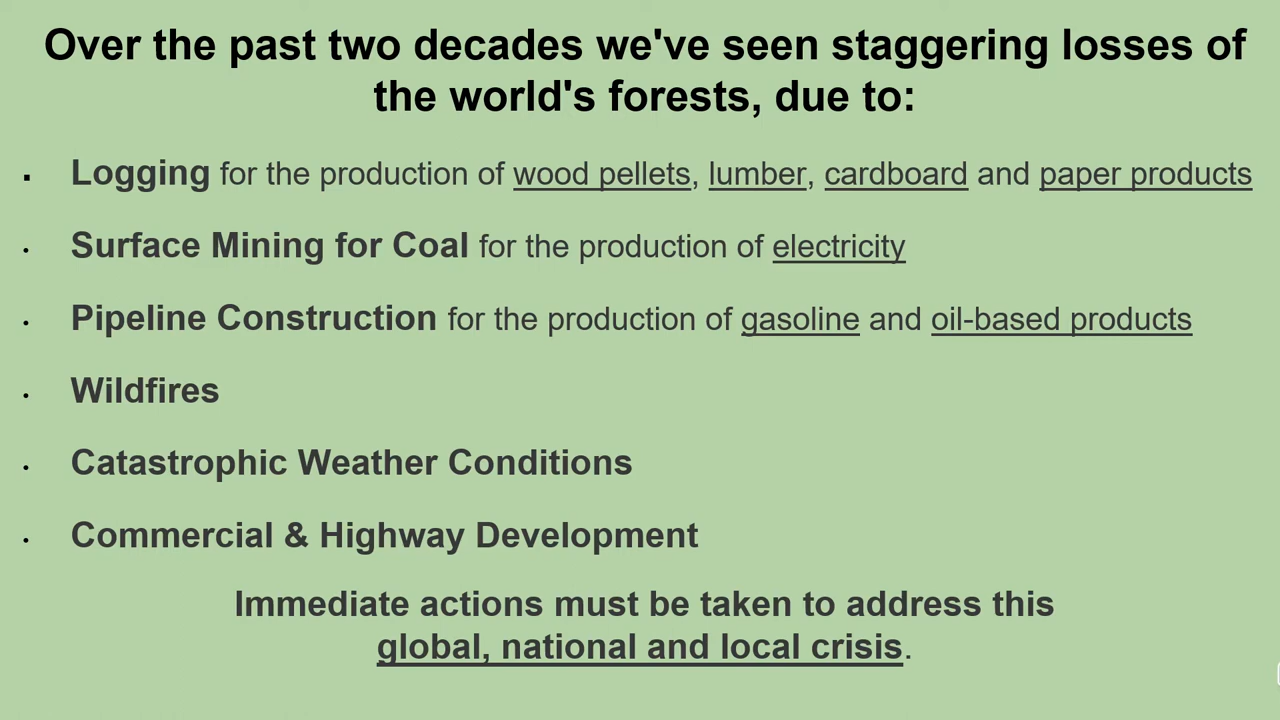 Over the past two decades we've seen staggering losses of
the world's forests, due to:
▪ Logging for the production of wood pellets, lumber, cardboard and paper products
• Surface Mining for Coal for the production of electricity
• Pipeline Construction for the production of gasoline and oil-based products
• Wildfires
• Catastrophic Weather Conditions
• Commercial & Highway Development
Immediate actions must be taken to address this
global, national and local crisis.